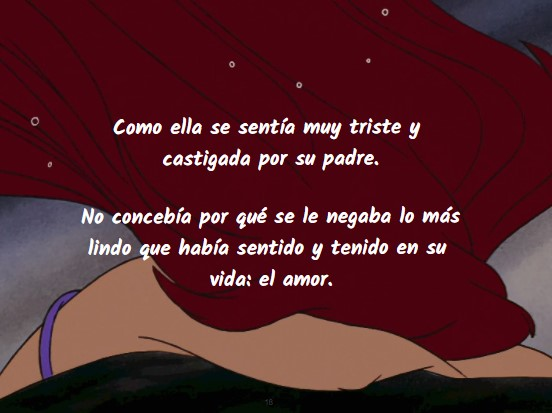 Como ella se sentía muy triste y
castigada por su padre.
No concebía por qué se le negaba lo más
lindo que había sentido y tenido en su
vida: el amor.
18